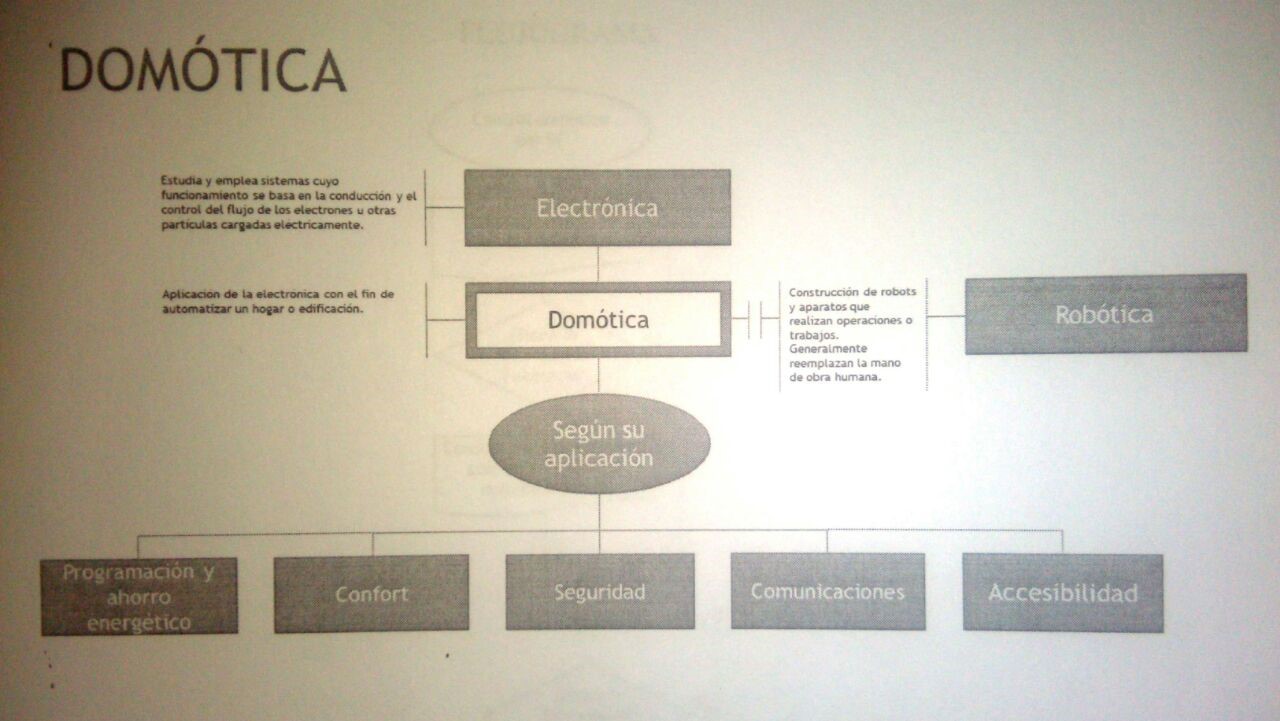 DOMÓTICA
Estudia y emplea sistemas cuyo
funcionamiento se basa en la conducción y el
control del flujo de los electrones u otras
partículas cargadas electricamente.
Electrónica
Aplicacion de la electronica con el fin de
automatizar un hogar o edificación.
Domótica
Construcción de robots
y aparatos que
realizan operaciones o
trabajos.
Generalmente
reemplazan la mano
de obra humana.
Robótica
Según su
aplicación
Programación y
ahorro
energético
Confort
Seguridad
Comunicaciones
Accesibilidad